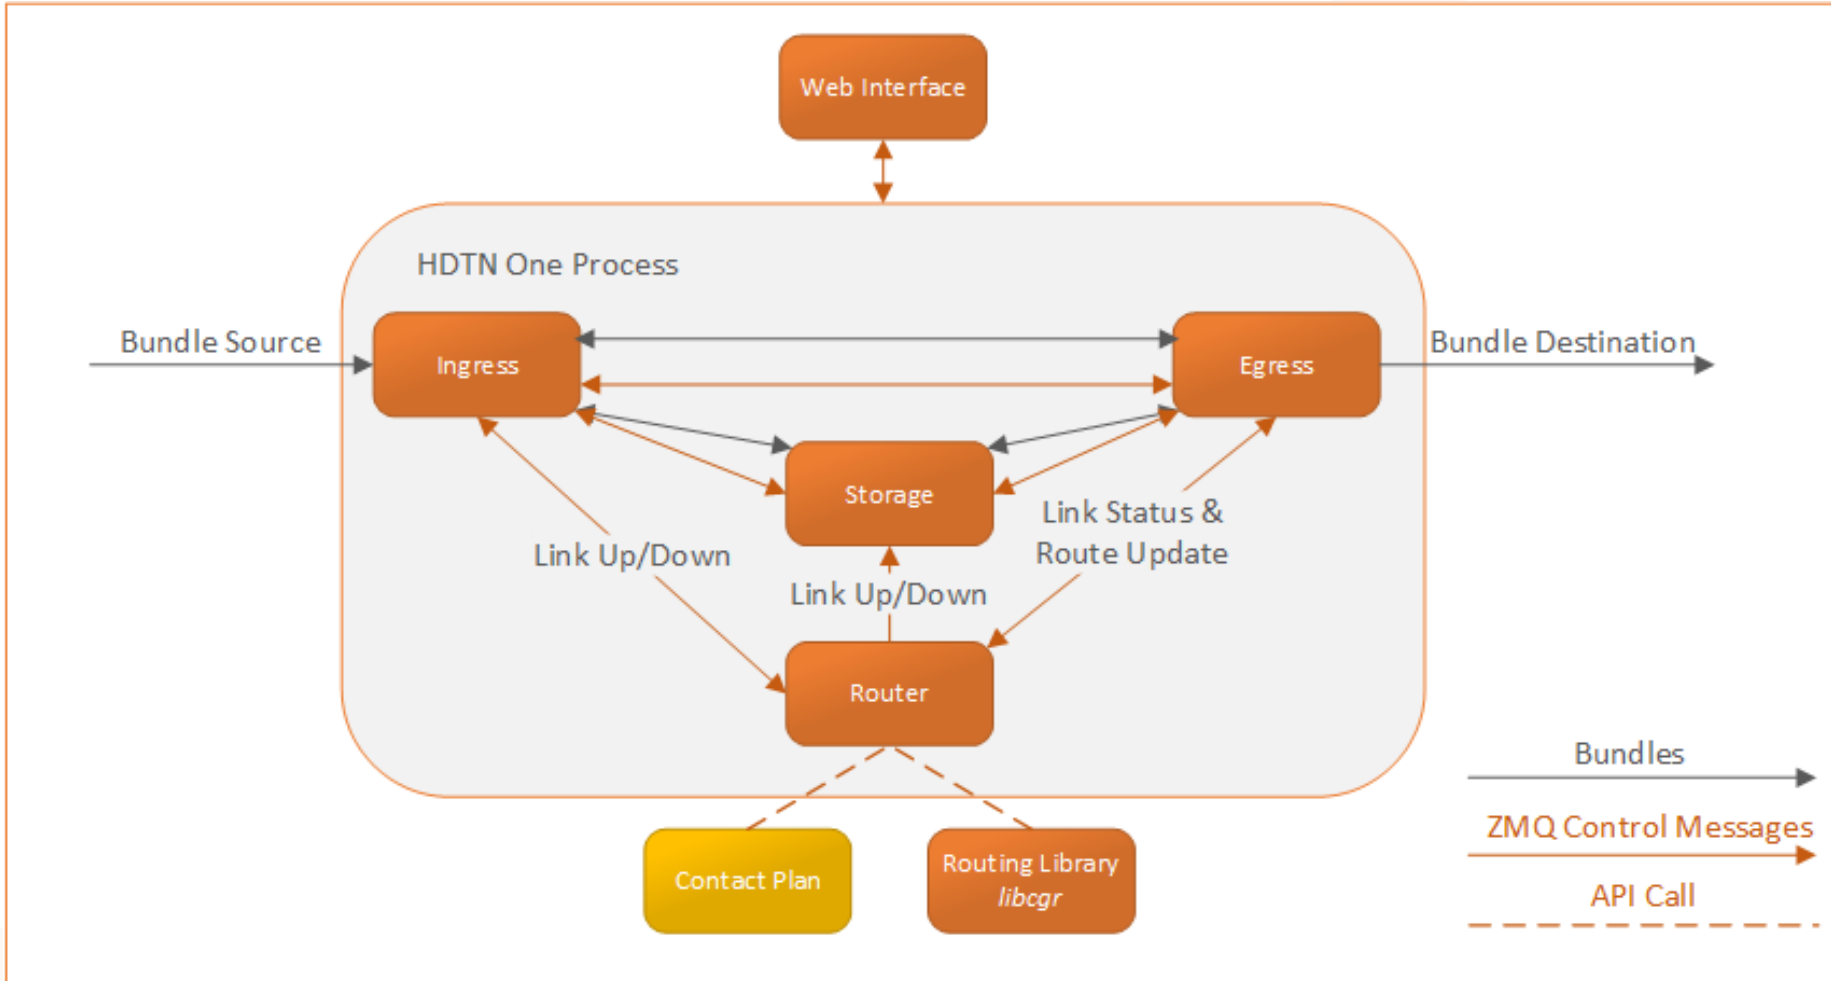 Web Interface
HDTN One Process
Bundle Source
Ingress
Egress
Bundle Destination
Storage
Link Status &
Route Update
Link Up/Down
Link Up/Down
Router
Bundles
ZMQ Control Messages
API Call
Contact Plan
Routing Library
libcgr